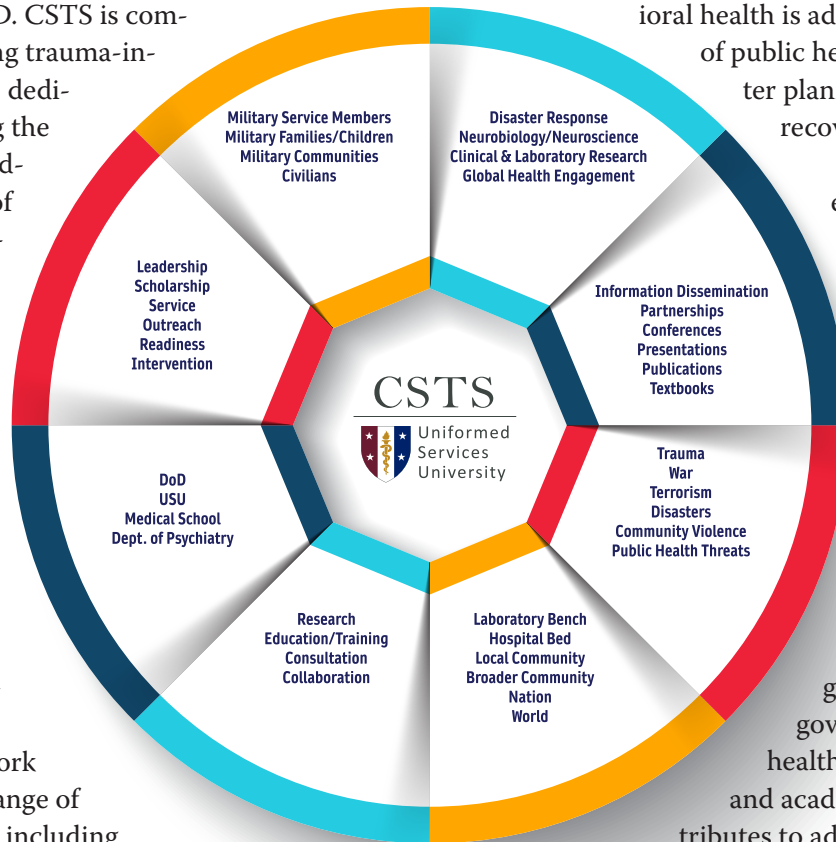 D. CSTS is com-
ng trauma-in-
dedi-
g the
d-
of
-
ioral health is ad
of public he
ter plan
recov
e
Military Service Members
Military Families/Children
Military Communities
Civilians
Disaster Response
Neurobiology/Neuroscience
Clinical & Laboratory Research
Global Health Engagement
Information Dissemination
Partnerships
Conferences
Presentations
Publications
Textbooks
Trauma
War
Terrorism
Disasters
Community Violence
Public Health Threats
Laboratory Bench
Hospital Bed
Local Community
Broader Community
Nation
World
Research
Education/Training
Consultation
Collaboration
DoD
USU
Medical School
Dept. of Psychiatry
Leadership
Scholarship
Service
Outreach
Readiness
Intervention
CSTS
Uniformed
Services
University
ork
ange of
including
g
gov
health
and acad
tributes to ad